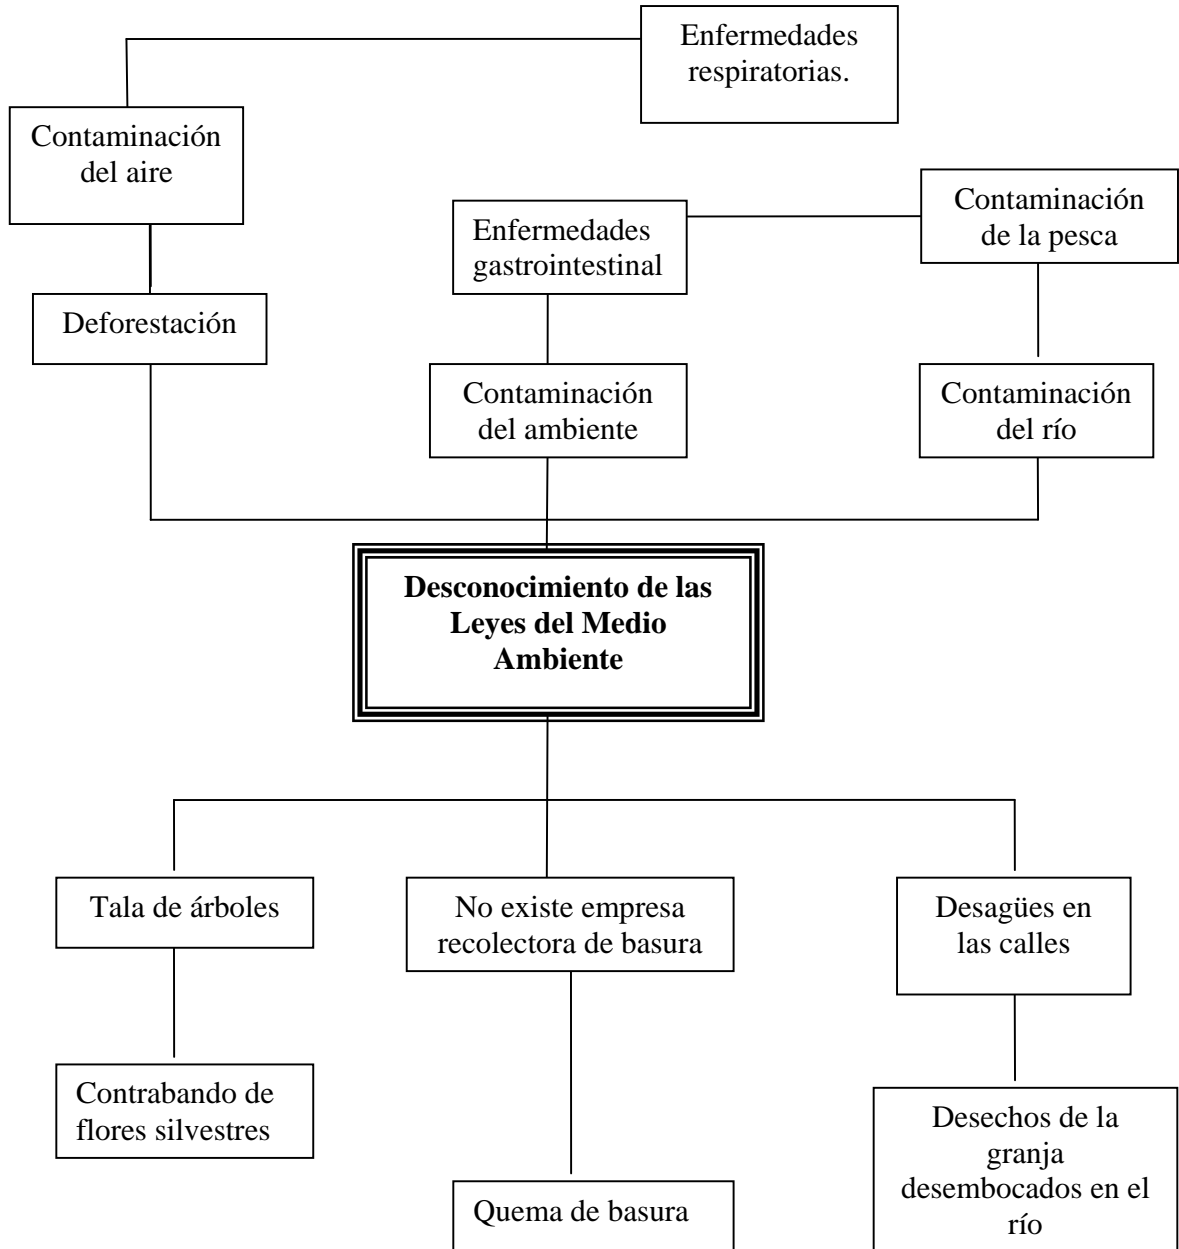 Enfermedades
respiratorias.
Contaminación
del aire
Contaminación
de la pesca
Enfermedades
gastrointestinal
Deforestación
Contaminación
del ambiente
Contaminación
del río
Desconocimiento de las
Leyes del Medio
Ambiente
Tala de árboles
No existe empresa
recolectora de basura
Desagües en
las calles
Contrabando de
flores silvestres
Quema de basura
Desechos de la
granja
desembocados en el
río